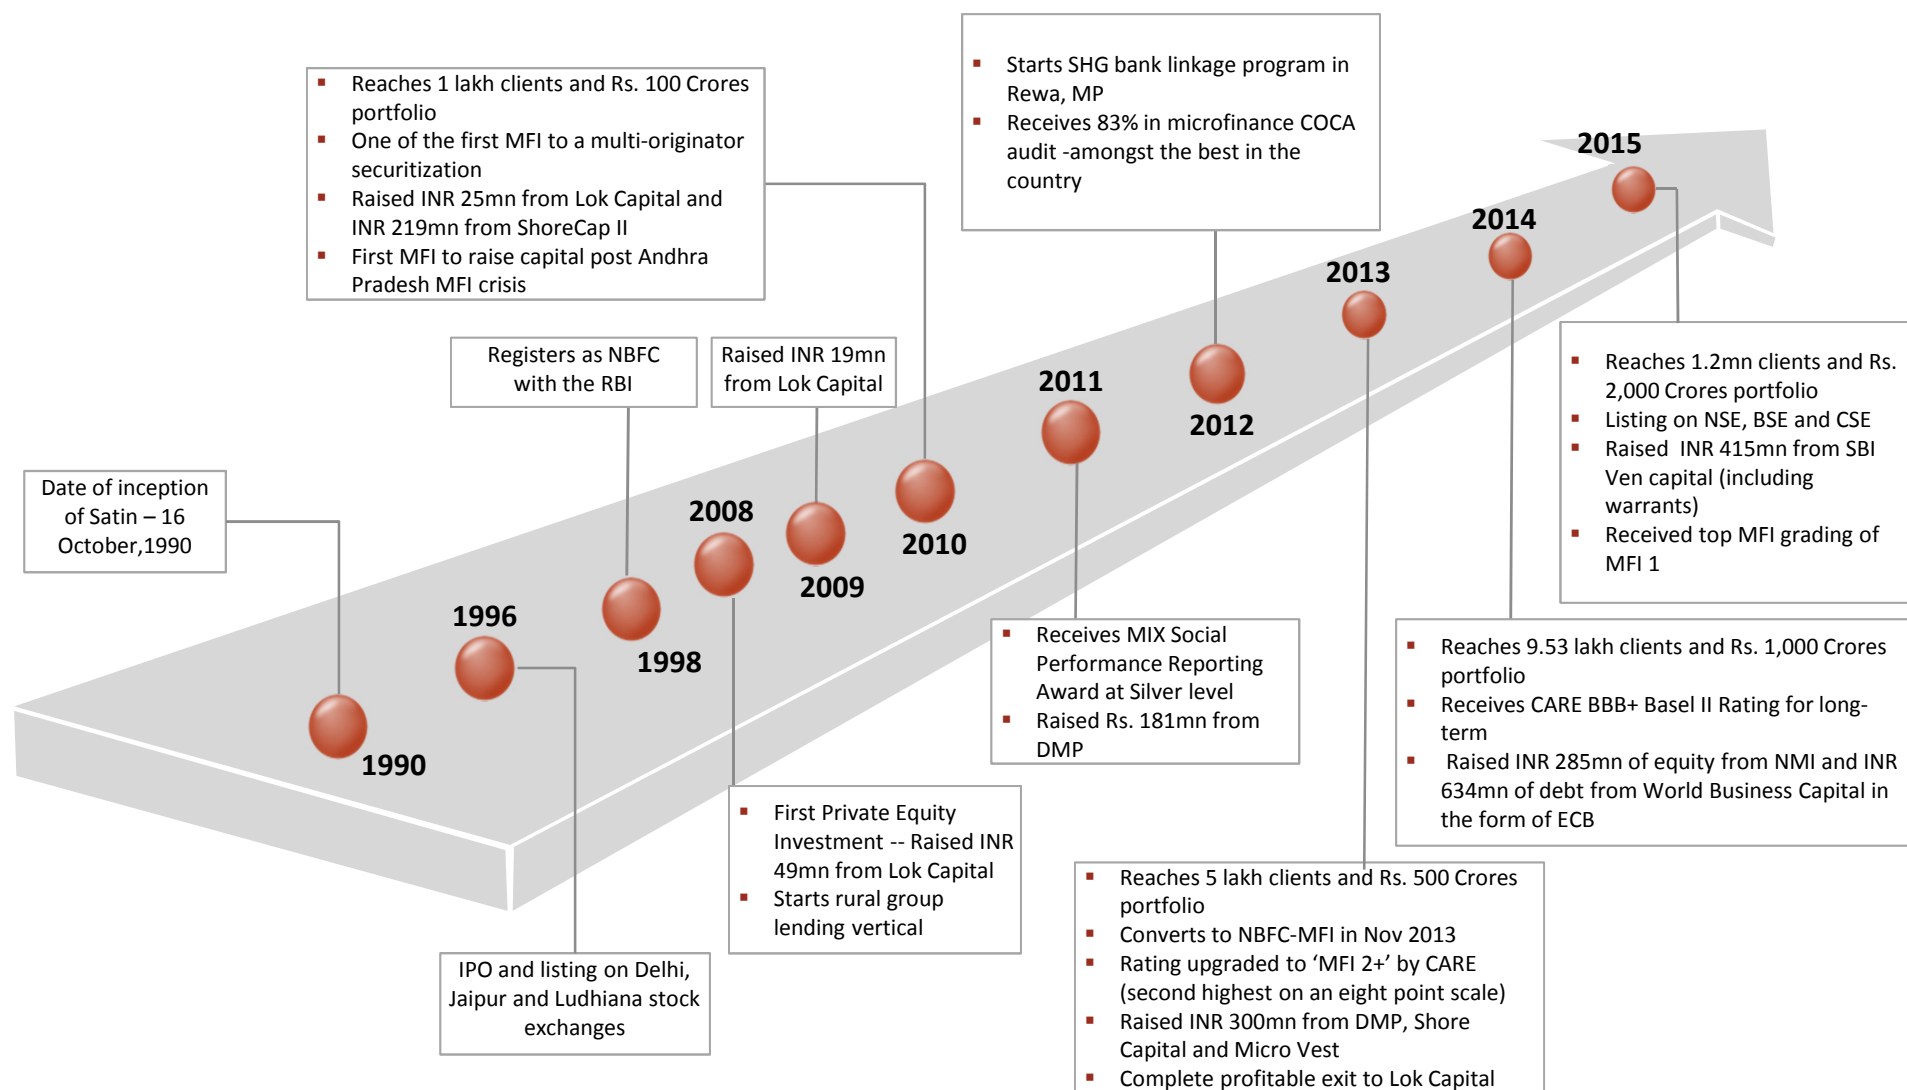 Date of inception
of Satin – 16
October,1990
1990
1996
IPO and listing on Delhi,
Jaipur and Ludhiana stock
exchanges
Registers as NBFC
with the RBI
1998
2008
▪ First Private Equity
Investment -- Raised INR
49mn from Lok Capital
▪ Starts rural group
lending vertical
Raised INR 19mn
from Lok Capital
2009
▪ Reaches 1 lakh clients and Rs. 100 Crores
portfolio
▪ One of the first MFI to a multi-originator
securitization
▪ Raised INR 25mn from Lok Capital and
INR 219mn from ShoreCap II
▪ First MFI to raise capital post Andhra
Pradesh MFI crisis
2010
2011
▪ Receives MIX Social
Performance Reporting
Award at Silver level
▪ Raised Rs. 181mn from
DMP
▪ Starts SHG bank linkage program in
Rewa, MP
▪ Receives 83% in microfinance COCA
audit -amongst the best in the
country
2012
2013
▪ Reaches 5 lakh clients and Rs. 500 Crores
portfolio
▪ Converts to NBFC-MFI in Nov 2013
▪ Rating upgraded to ‘MFI 2+’ by CARE
(second highest on an eight point scale)
▪ Raised INR 300mn from DMP, Shore
Capital and Micro Vest
▪ Complete profitable exit to Lok Capital
2014
▪ Reaches 9.53 lakh clients and Rs. 1,000 Crores
portfolio
▪ Receives CARE BBB+ Basel II Rating for long-
term
▪ Raised INR 285mn of equity from NMI and INR
634mn of debt from World Business Capital in
the form of ECB
2015
▪ Reaches 1.2mn clients and Rs.
2,000 Crores portfolio
▪ Listing on NSE, BSE and CSE
▪ Raised INR 415mn from SBI
Ven capital (including
warrants)
▪ Received top MFI grading of
MFI 1